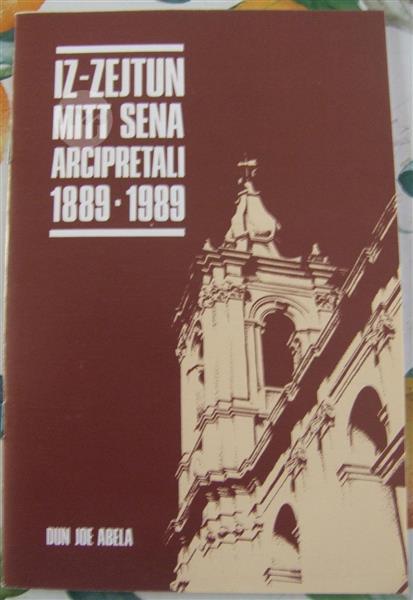 IZ-ZEJTUN
MITT SENA
ARCIPRETALI
1889 · 1989
DUN JOE ABELA